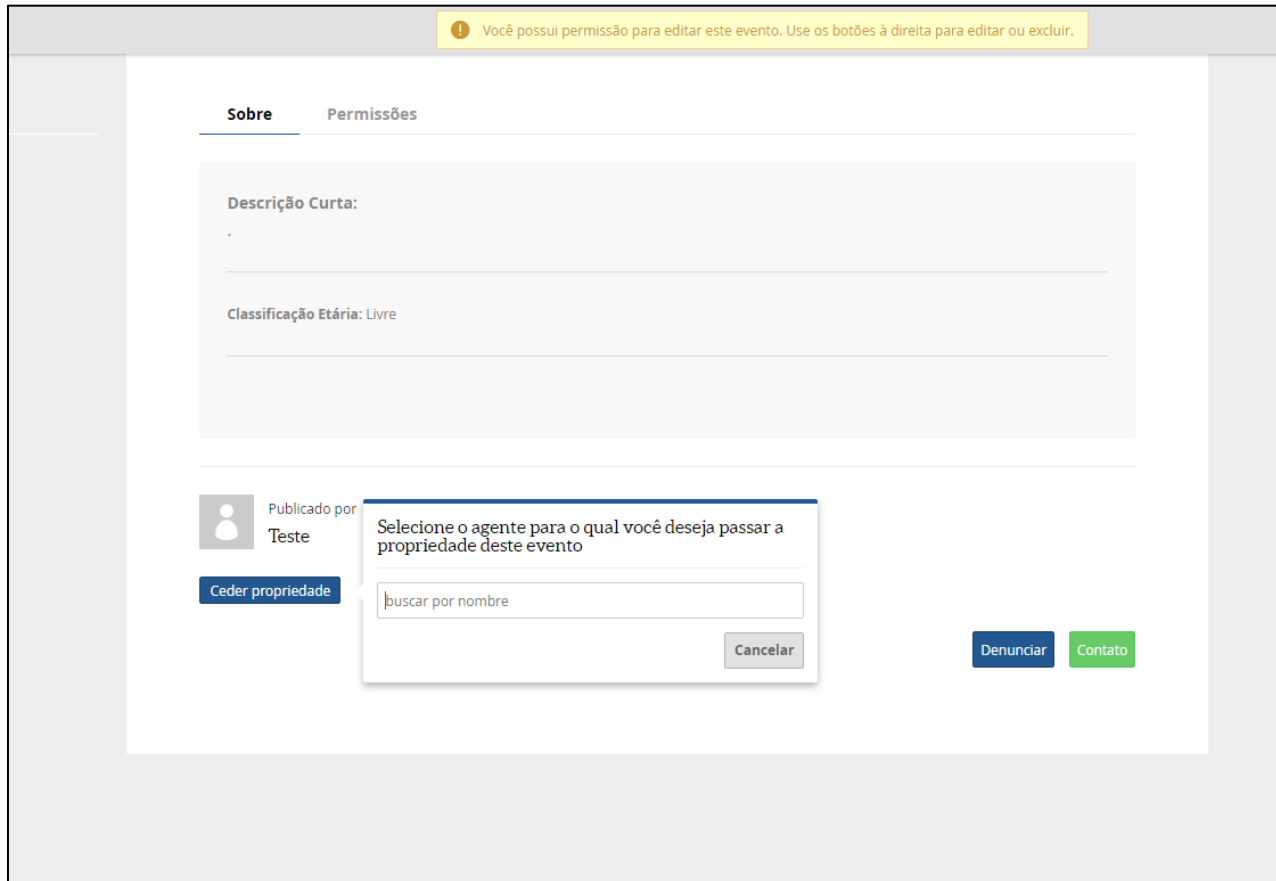 Você possui permissão para editar este evento. Use os botões à direita para editar ou excluir.
Sobre Permissões
Descrição Curta:
.
Classificação Etária: Livre
Publicado por
Teste
Selecione o agente para o qual você deseja passar a
propriedade deste evento
Ceder propriedade
buscar por nombre
Cancelar
Denunciar Contato